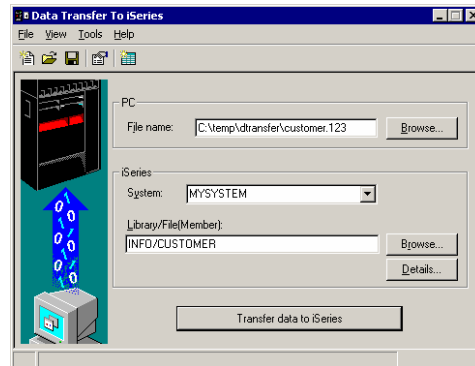 Data Transfer To iSeries
File View Tools Help
PC
File name: C:\temp\dtransfer\customer.123 Browse...
iSeries
System: MYSYSTEM
Library/File(Member):
INFO/CUSTOMER Browse...
Details...
Transfer data to iSeries